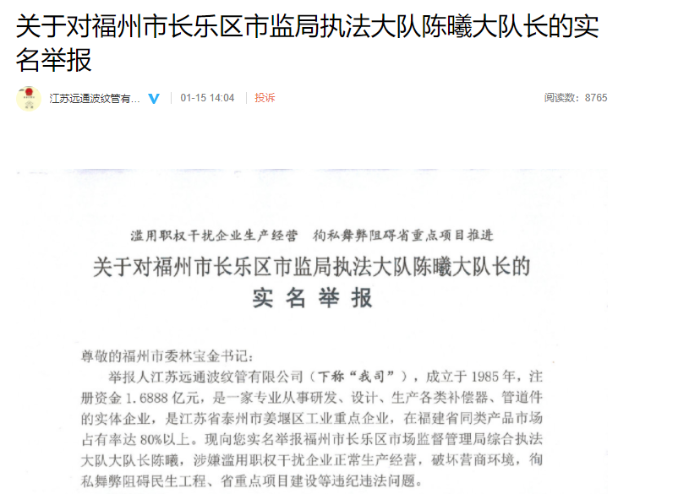 关于对福州市长乐区市监局执法大队陈曦大队长的实
名举报
江苏远通波纹管有... 01-15 14:04 投诉 阅读数：8765
滥用职权干扰企业生产经营 徇私舞弊阻碍省重点项目推进
关于对福州市长乐区市监局执法大队陈曦大队长的
实名举报
尊敬的福州市委林宝金书记：
举报人江苏远通波纹管有限公司（下称“我司”），成立于 1985 年，注
册资金 1.6888 亿元，是一家专业从事研发、设计、生产各类补偿器、管道件
的实体企业，是江苏省泰州市姜堰区工业重点企业，在福建省同类产品市场
占有率达 80%以上。现向您实名举报福州市长乐区市场监督管理局综合执法
大队大队长陈曦，涉嫌滥用职权干扰企业正常生产经营，破坏营商环境，徇
私舞弊阻碍民生工程、省重点项目建设等违纪违法问题。